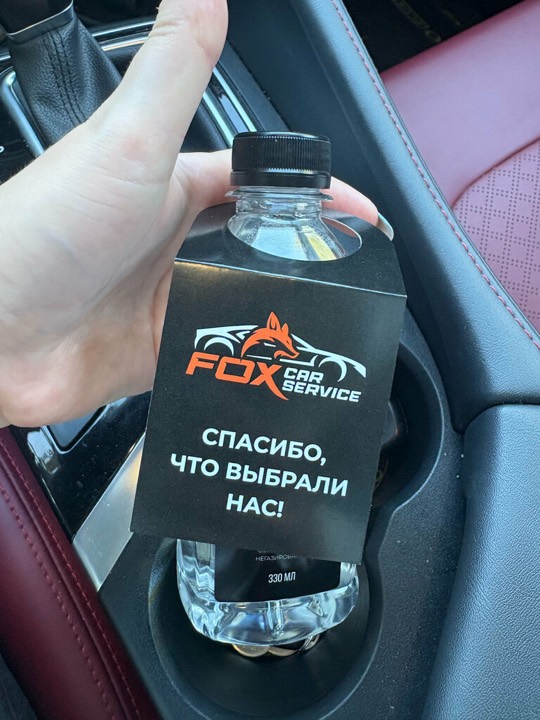 FOX CAR
SERVICE
СПАСИБО,
ЧТО ВЫБРАЛИ
НАС!
330 МЛ